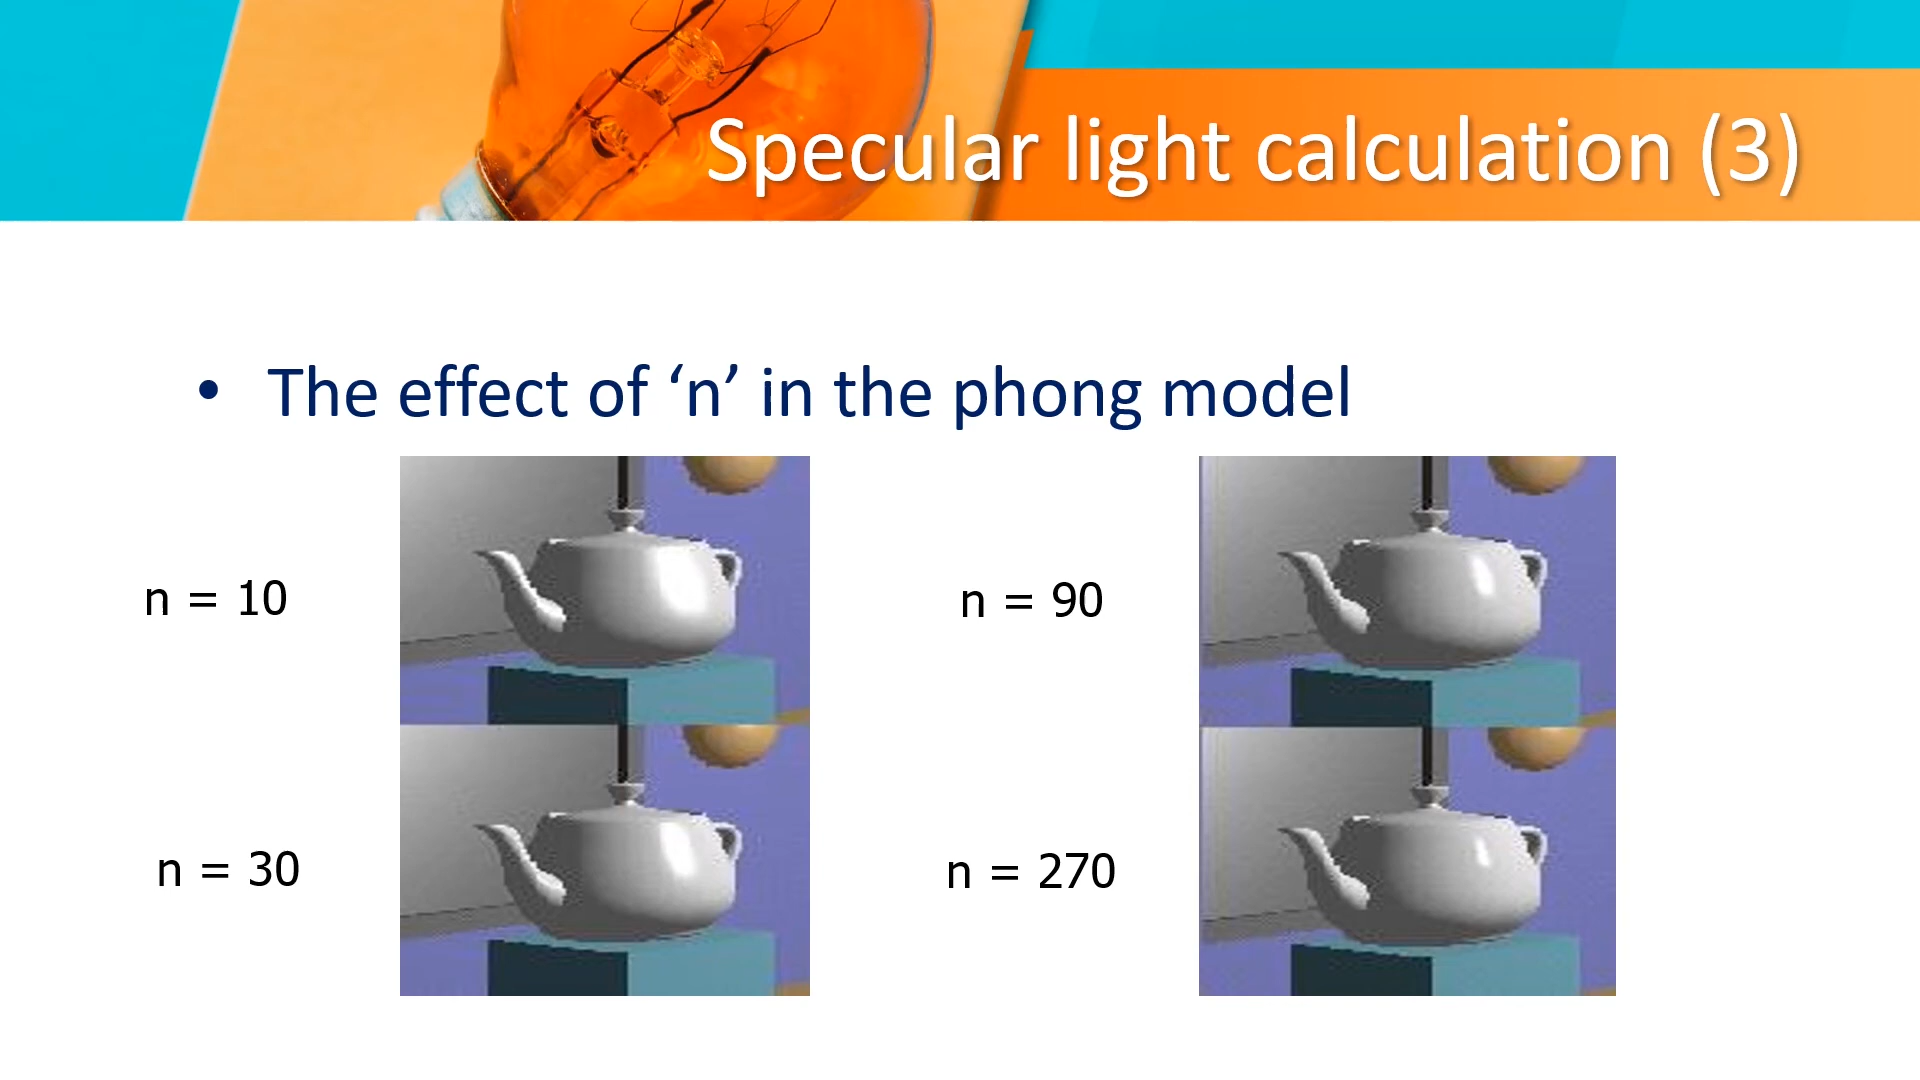 Specular light calculation (3)
• The effect of ‘n’ in the phong model
n = 10
n = 90
n = 30
n = 270